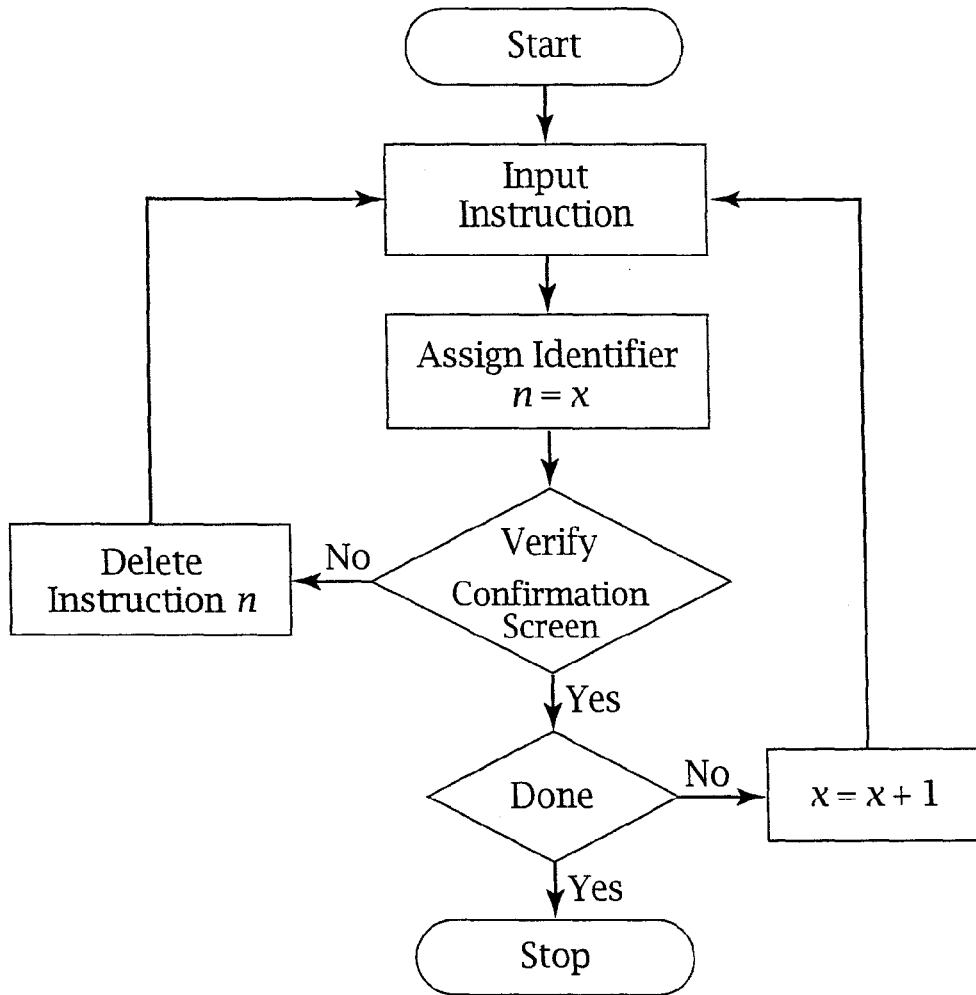 Start
Input
Instruction
Assign Identifier
n = x
Verify
Confirmation
Screen
No
Delete
Instruction n
Yes
Done
No
x = x + 1
Yes
Stop